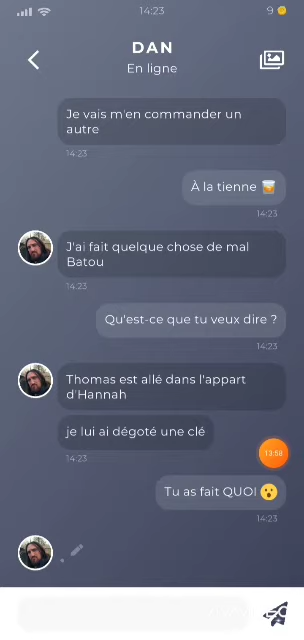 14:23
9
DAN
En ligne
Je vais m'en commander un
autre
14:23
À la tienne 🥃
14:23
J'ai fait quelque chose de mal
Batou
14:23
Qu'est-ce que tu veux dire ?
14:23
Thomas est allé dans l'appart
d'Hannah
je lui ai dégoté une clé
14:23
13:58
Tu as fait QUOI 😮
14:23